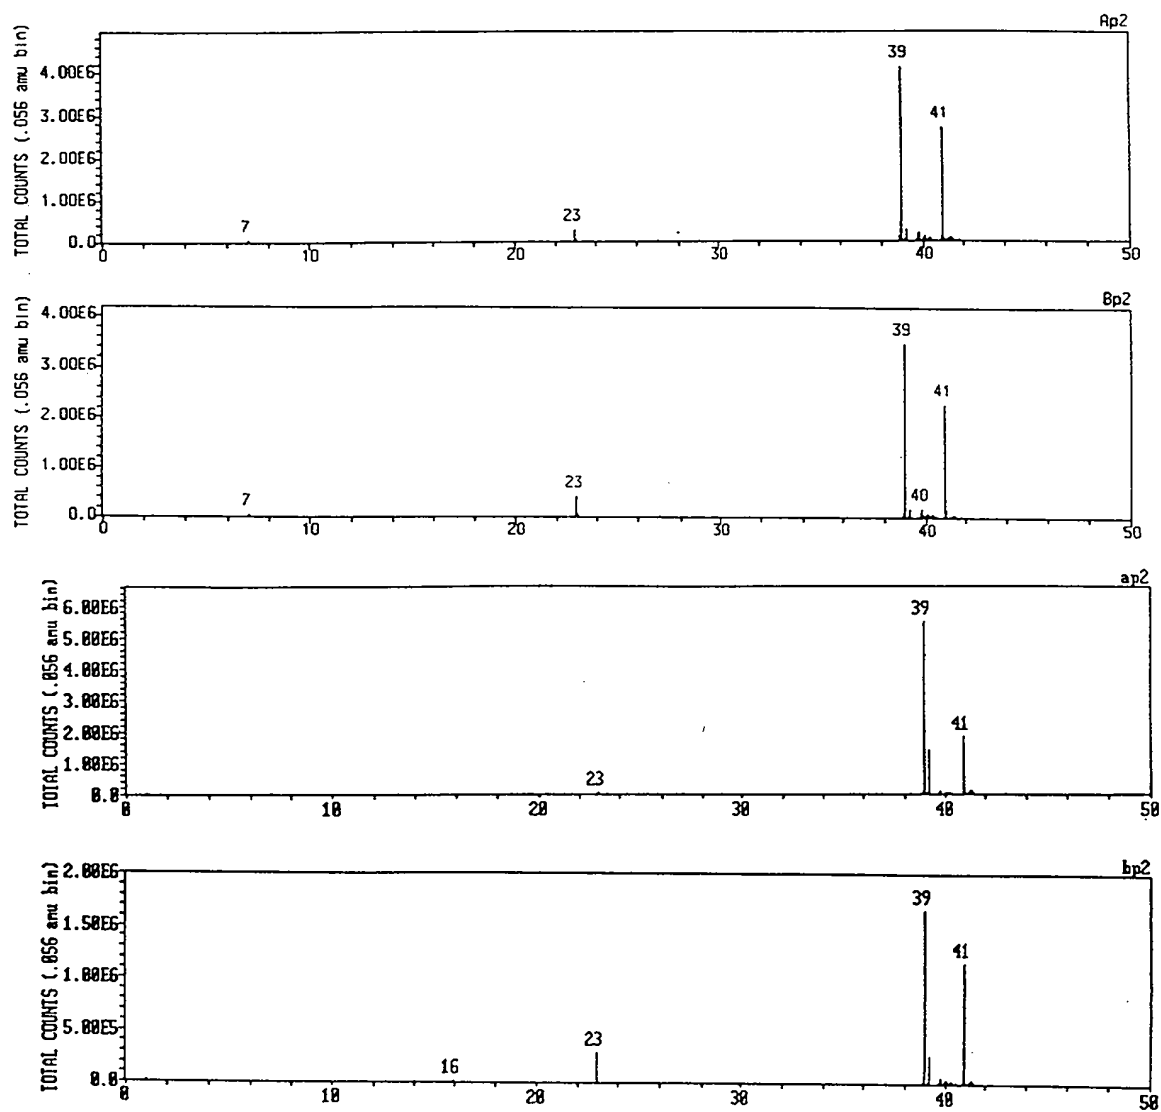 Ap2
TOTAL COUNTS (.056 amu bin)
4.00E6
3.00E6
2.00E6
1.00E6
0.0
7
23
39
41
0 10 20 30 40 50
Bp2
TOTAL COUNTS (.056 amu bin)
4.00E6
3.00E6
2.00E6
1.00E6
0.0
7
23
39
40
41
0 10 20 30 40 50
ap2
TOTAL COUNTS (.056 amu bin)
6.00E6
5.00E6
4.00E6
3.00E6
2.00E6
1.00E6
0.0
23
39
41
0 10 20 30 40 50
bp2
TOTAL COUNTS (.056 amu bin)
2.00E6
1.50E6
1.00E6
5.00E5
0.0
16
23
39
41
0 10 20 30 40 50